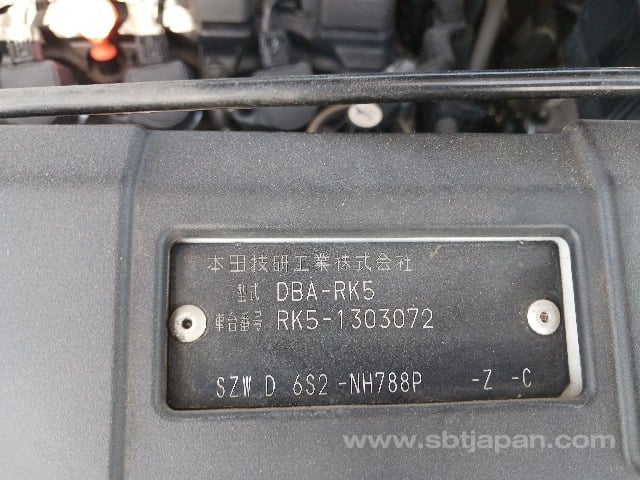 本田技研工業株式会社
型式 DBA-RK5
車台番号 RK5-1303072
SZW D 6S2 -NH788P -Z -C
www.sbtjapan.com